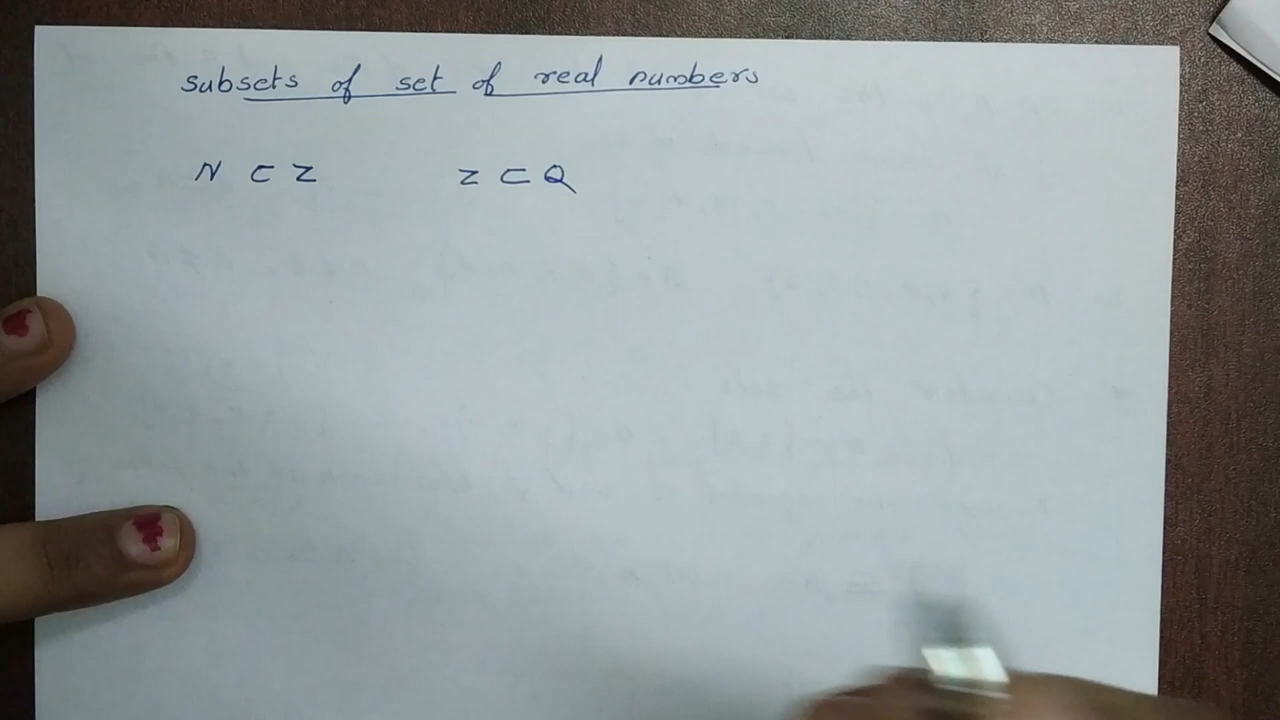 subsets of set of real numbers
N ⊂ Z Z ⊂ Q